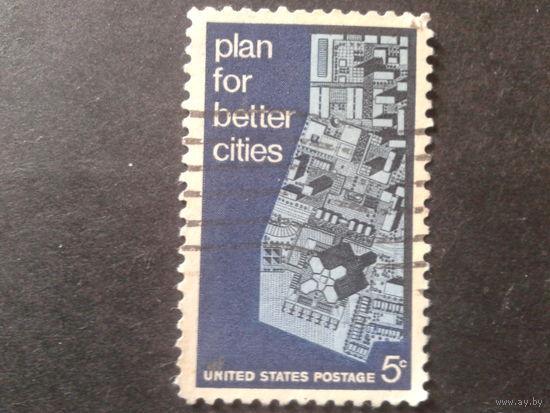 plan
for
better
cities
UNITED STATES POSTAGE 5c
www.ay.by